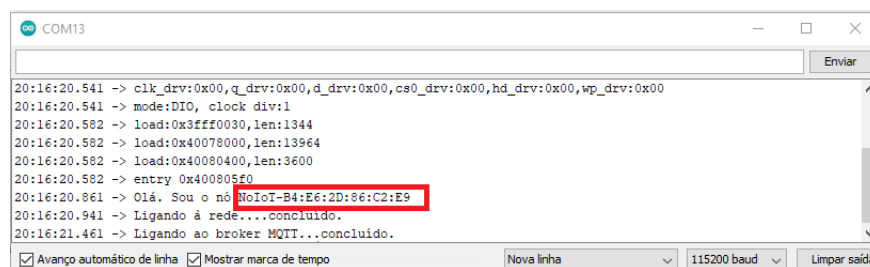 COM13
Enviar
20:16:20.541 -> clk_drv:0x00,q_drv:0x00,d_drv:0x00,cs0_drv:0x00,hd_drv:0x00,wp_drv:0x00
20:16:20.541 -> mode:DIO, clock div:1
20:16:20.582 -> load:0x3fff0030,len:1344
20:16:20.582 -> load:0x40078000,len:13964
20:16:20.582 -> load:0x40080400,len:3600
20:16:20.582 -> entry 0x400805f0
20:16:20.861 -> Olá. Sou o nó NoIoT-B4:E6:2D:86:C2:E9
20:16:20.941 -> Ligando à rede....concluído.
20:16:21.461 -> Ligando ao broker MQTT...concluído.
Avanço automático de linha Mostrar marca de tempo Nova linha 115200 baud Limpar saída